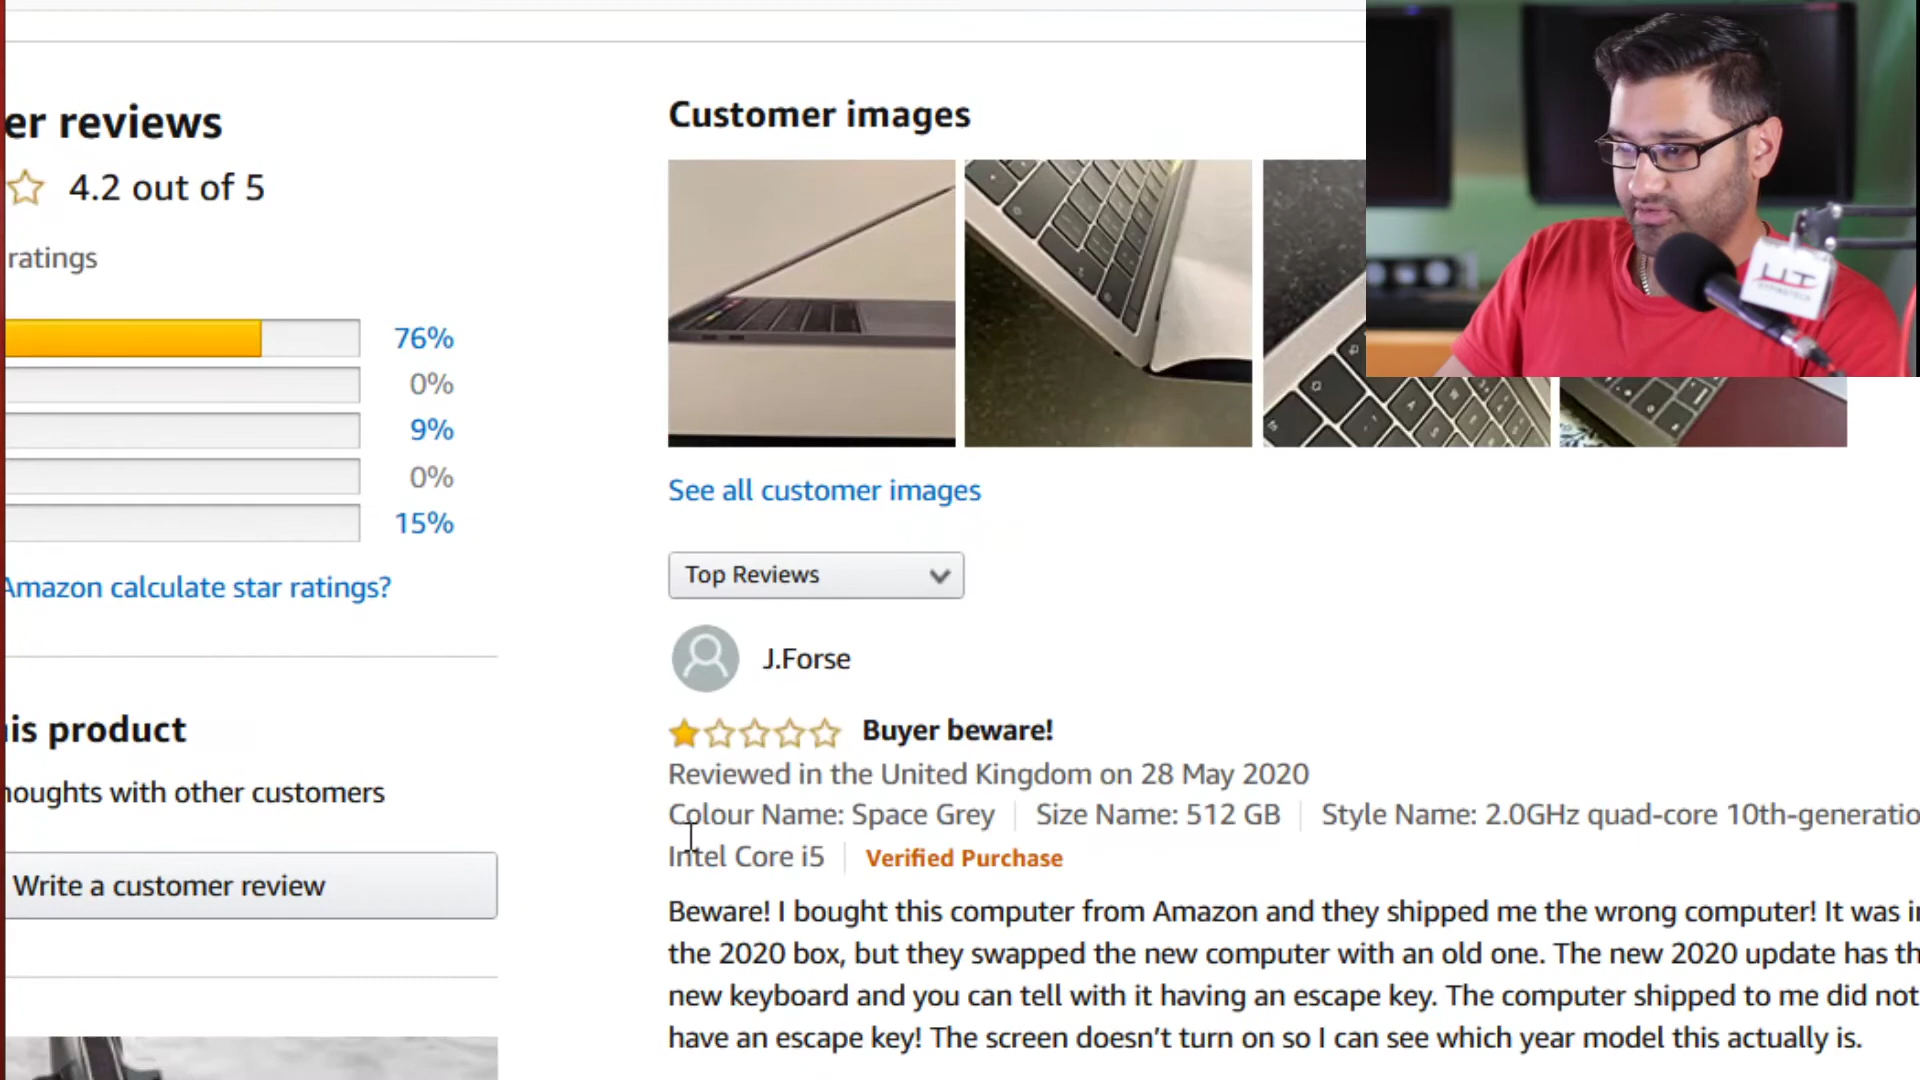 er reviews
4.2 out of 5
ratings
76%
0%
9%
0%
15%
Amazon calculate star ratings?
is product
houghts with other customers
Write a customer review
Customer images
See all customer images
Top Reviews
J.Forse
Buyer beware!
Reviewed in the United Kingdom on 28 May 2020
Colour Name: Space Grey | Size Name: 512 GB | Style Name: 2.0GHz quad-core 10th-generatio
Intel Core i5 | Verified Purchase
Beware! I bought this computer from Amazon and they shipped me the wrong computer! It was in
the 2020 box, but they swapped the new computer with an old one. The new 2020 update has th
new keyboard and you can tell with it having an escape key. The computer shipped to me did not
have an escape key! The screen doesn't turn on so I can see which year model this actually is.